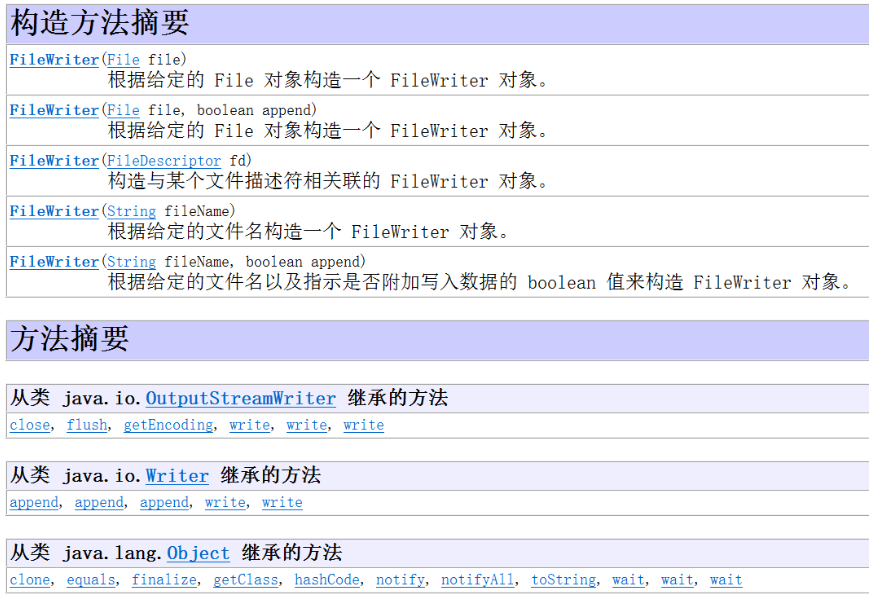 构造方法摘要
FileWriter(File file)
根据给定的 File 对象构造一个 FileWriter 对象。
FileWriter(File file, boolean append)
根据给定的 File 对象构造一个 FileWriter 对象。
FileWriter(FileDescriptor fd)
构造与某个文件描述符相关联的 FileWriter 对象。
FileWriter(String fileName)
根据给定的文件名构造一个 FileWriter 对象。
FileWriter(String fileName, boolean append)
根据给定的文件名以及指示是否附加写入数据的 boolean 值来构造 FileWriter 对象。
方法摘要
从类 java.io.OutputStreamWriter 继承的方法
close, flush, getEncoding, write, write, write
从类 java.io.Writer 继承的方法
append, append, append, write, write
从类 java.lang.Object 继承的方法
clone, equals, finalize, getClass, hashCode, notify, notifyAll, toString, wait, wait, wait